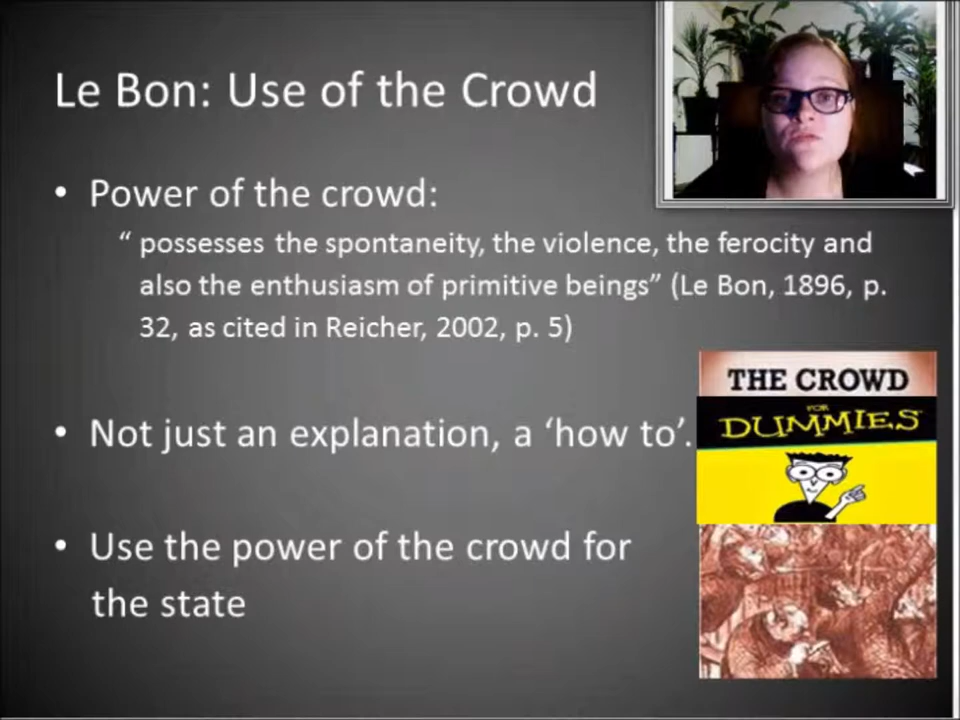 Le Bon: Use of the Crowd
• Power of the crowd:
“ possesses the spontaneity, the violence, the ferocity and
also the enthusiasm of primitive beings” (Le Bon, 1896, p.
32, as cited in Reicher, 2002, p. 5)
THE CROWD
FOR
DUMMIES
• Not just an explanation, a ‘how to’.
• Use the power of the crowd for
the state